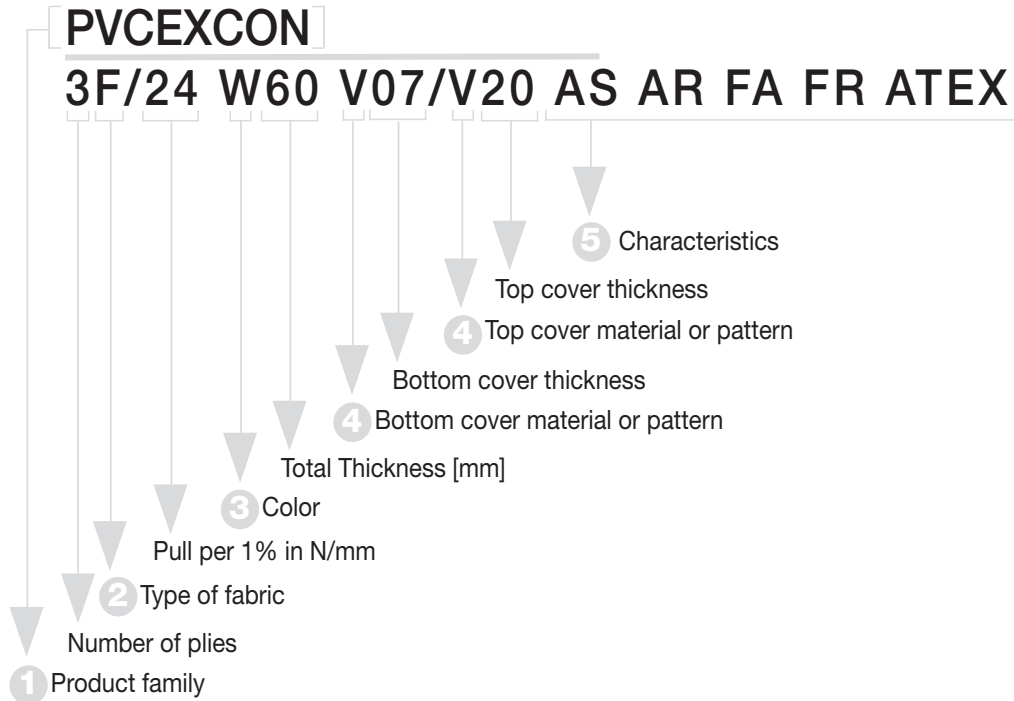 PVCEXCON
3F/24 W60 V07/V20 AS AR FA FR ATEX
5 Characteristics
Top cover thickness
4 Top cover material or pattern
Bottom cover thickness
4 Bottom cover material or pattern
Total Thickness [mm]
3 Color
Pull per 1% in N/mm
2 Type of fabric
Number of plies
1 Product family